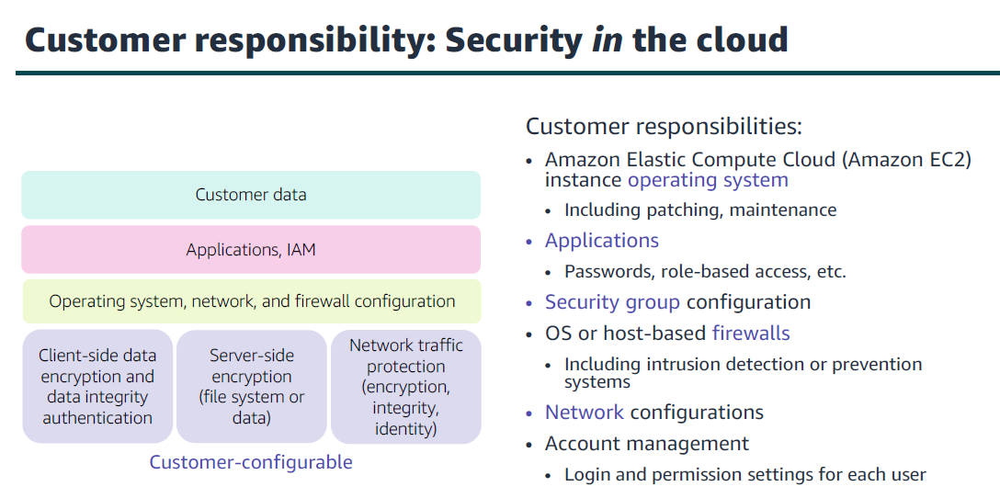 Customer responsibility: Security in the cloud
Customer data
Applications, IAM
Operating system, network, and firewall configuration
Client-side data
encryption and
data integrity
authentication
Server-side
encryption
(file system or
data)
Network traffic
protection
(encryption,
integrity,
identity)
Customer-configurable
Customer responsibilities:
• Amazon Elastic Compute Cloud (Amazon EC2)
instance operating system
• Including patching, maintenance
• Applications
• Passwords, role-based access, etc.
• Security group configuration
• OS or host-based firewalls
• Including intrusion detection or prevention
systems
• Network configurations
• Account management
• Login and permission settings for each user